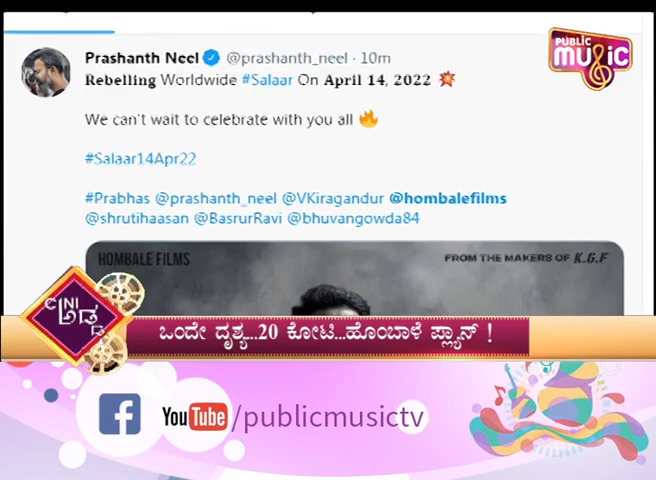 Prashanth Neel @prashanth_neel · 10m
𝐑𝐞𝐛𝐞𝐥𝐥𝐢𝐧𝐠 Worldwide #Salaar On 𝐀𝐩𝐫𝐢𝐥 𝟏𝟒, 𝟐𝟎𝟐𝟐 💥
We can't wait to celebrate with you all 🔥
#Salaar14Apr22
#Prabhas @prashanth_neel @VKiragandur @hombalefilms
@shrutihaasan @BasrurRavi @bhuvangowda84
PUBLIC
music
HOMBALE FILMS
FROM THE MAKERS OF K.G.F
CINI
ಅಡ್ಡ
ಒಂದೇ ದೃಶ್ಯ...20 ಕೋಟಿ...ಹೊಂಬಾಳೆ ಪ್ಲ್ಯಾನ್ !
f YouTube /publicmusictv